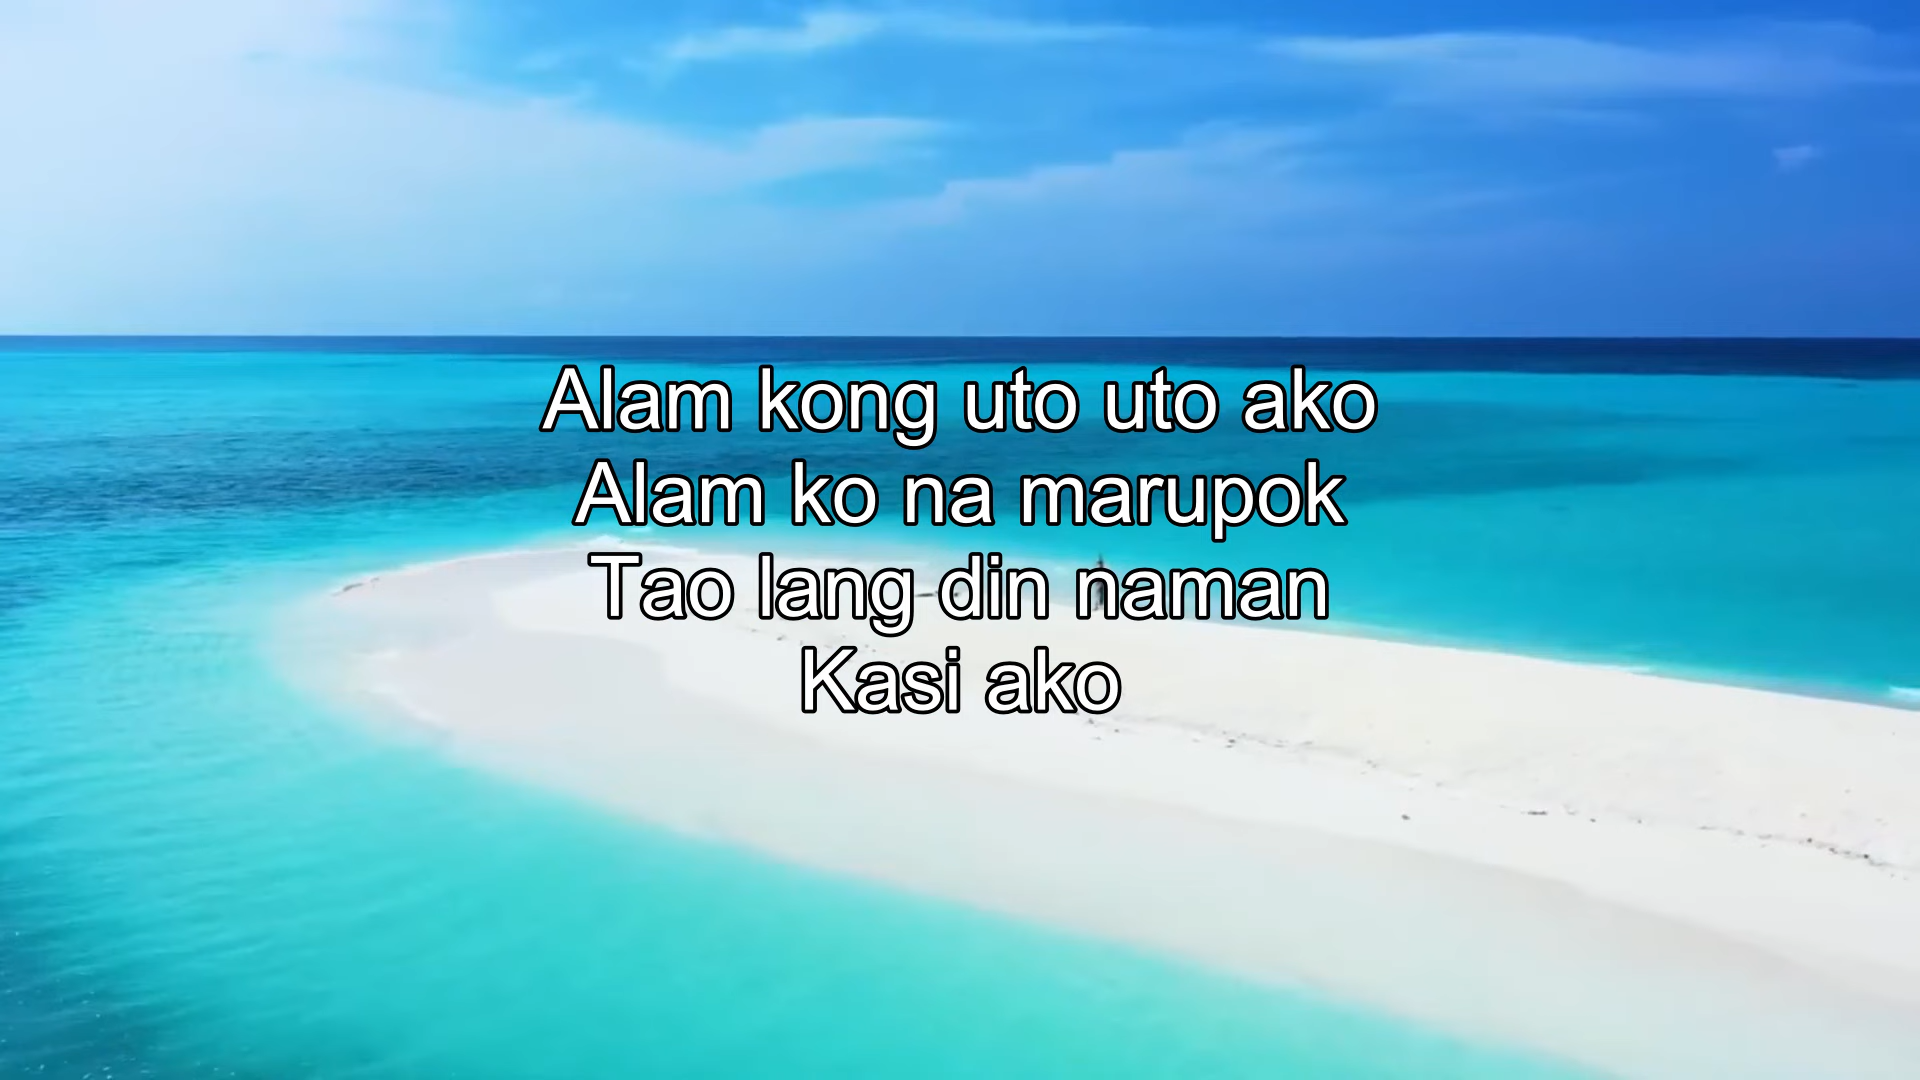 Alam kong uto uto ako
Alam ko na marupok
Tao lang din naman
Kasi ako